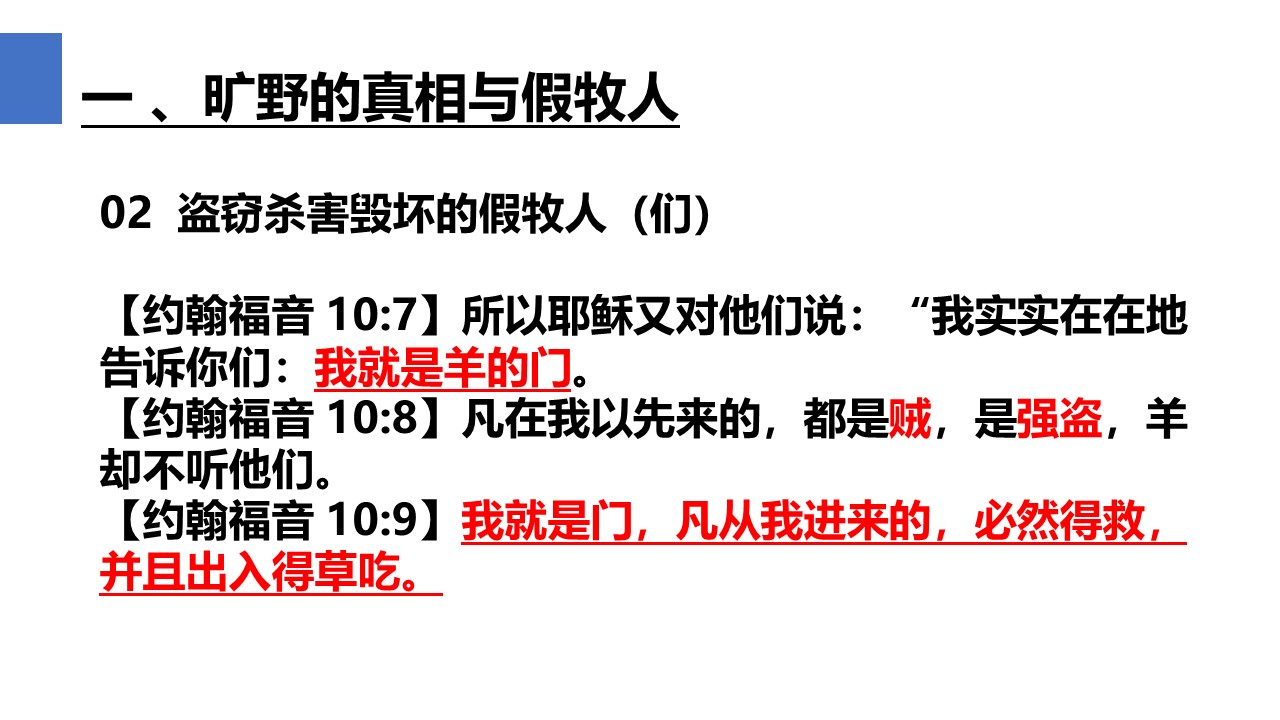 一 、旷野的真相与假牧人
02 盗窃杀害毁坏的假牧人（们）
【约翰福音 10:7】所以耶稣又对他们说：“我实实在在地
告诉你们：我就是羊的门。
【约翰福音 10:8】凡在我以先来的，都是贼，是强盗，羊
却不听他们。
【约翰福音 10:9】我就是门，凡从我进来的，必然得救，
并且出入得草吃。